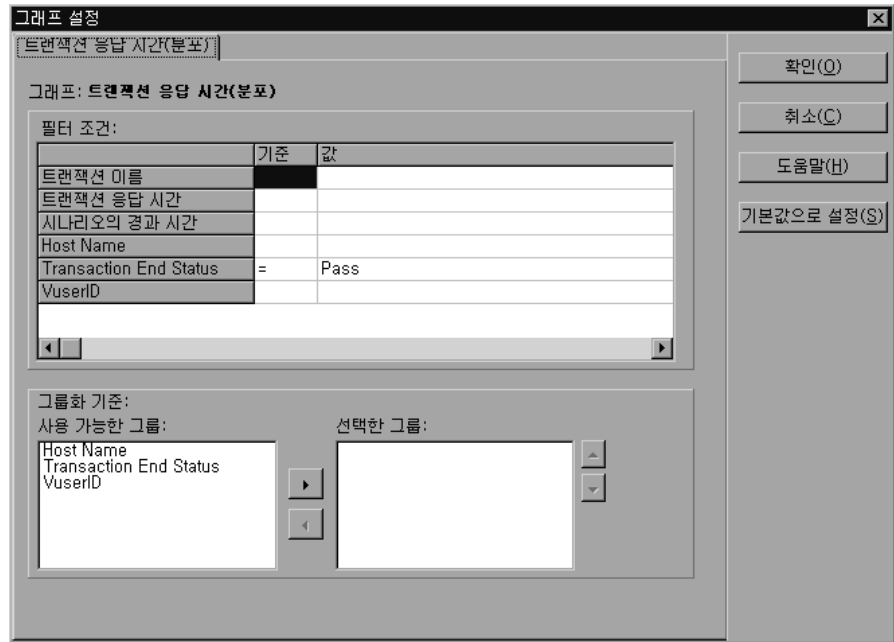 그래프 설정
트랜잭션 응답 시간(분포)
그래프: 트랜잭션 응답 시간(분포)
필터 조건:
기준 값
트랜잭션 이름
트랜잭션 응답 시간
시나리오의 경과 시간
Host Name
Transaction End Status = Pass
VuserID
그룹화 기준:
사용 가능한 그룹:
Host Name
Transaction End Status
VuserID
선택한 그룹:
확인(O)
취소(C)
도움말(H)
기본값으로 설정(S)